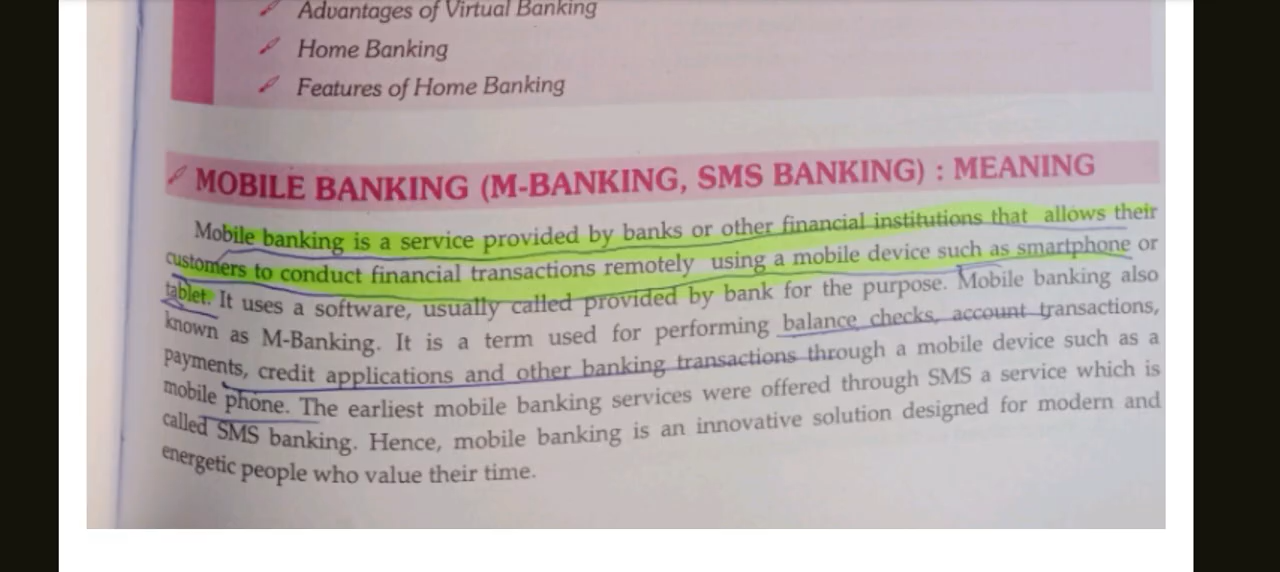 Advantages of Virtual Banking
Home Banking
Features of Home Banking
MOBILE BANKING (M-BANKING, SMS BANKING) : MEANING
Mobile banking is a service provided by banks or other financial institutions that allows their
customers to conduct financial transactions remotely using a mobile device such as smartphone or
tablet. It uses a software, usually called provided by bank for the purpose. Mobile banking also
known as M-Banking. It is a term used for performing balance checks, account transactions,
payments, credit applications and other banking transactions through a mobile device such as a
mobile phone. The earliest mobile banking services were offered through SMS a service which is
called SMS banking. Hence, mobile banking is an innovative solution designed for modern and
energetic people who value their time.